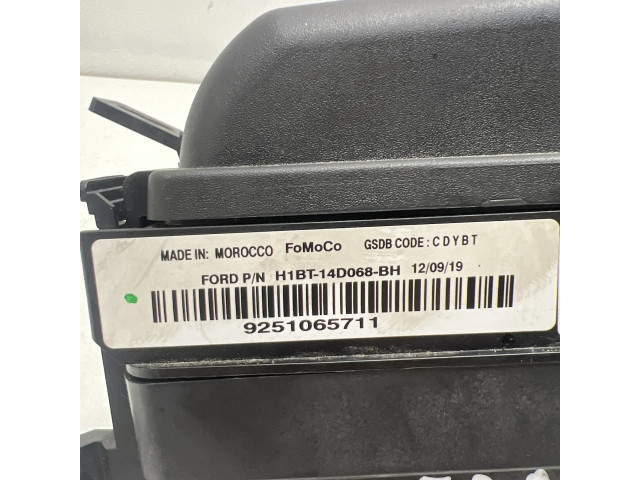 MADE IN: MOROCCO FoMoCo GSDB CODE: CDYBT
FORD P/N H1BT-14D068-BH 12/09/19
9251065711